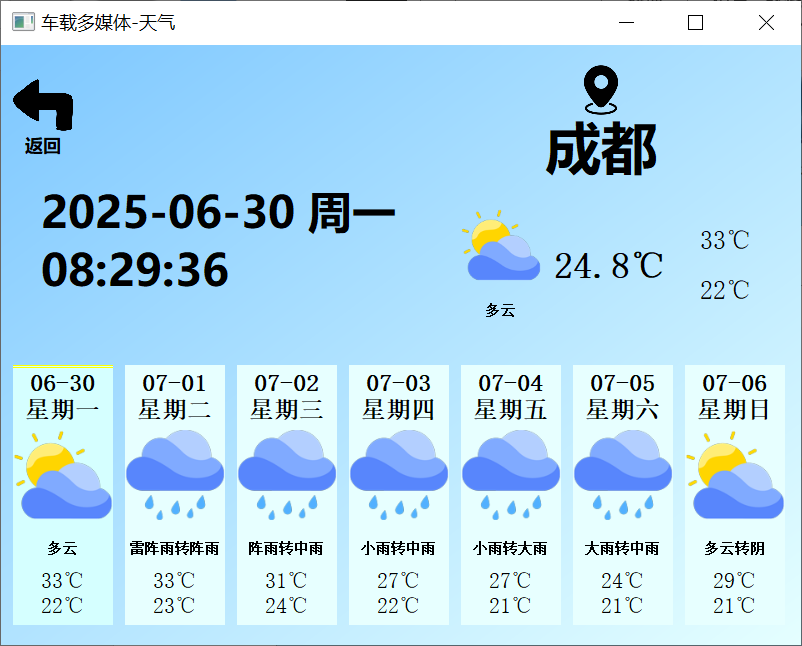 车载多媒体-天气
返回
成都
2025-06-30 周一
08:29:36
24.8℃
33℃
22℃
多云
06-30
星期一
多云
33℃
22℃
07-01
星期二
雷阵雨转阵雨
33℃
23℃
07-02
星期三
阵雨转中雨
31℃
24℃
07-03
星期四
小雨转中雨
27℃
22℃
07-04
星期五
小雨转大雨
27℃
21℃
07-05
星期六
大雨转中雨
24℃
21℃
07-06
星期日
多云转阴
29℃
21℃